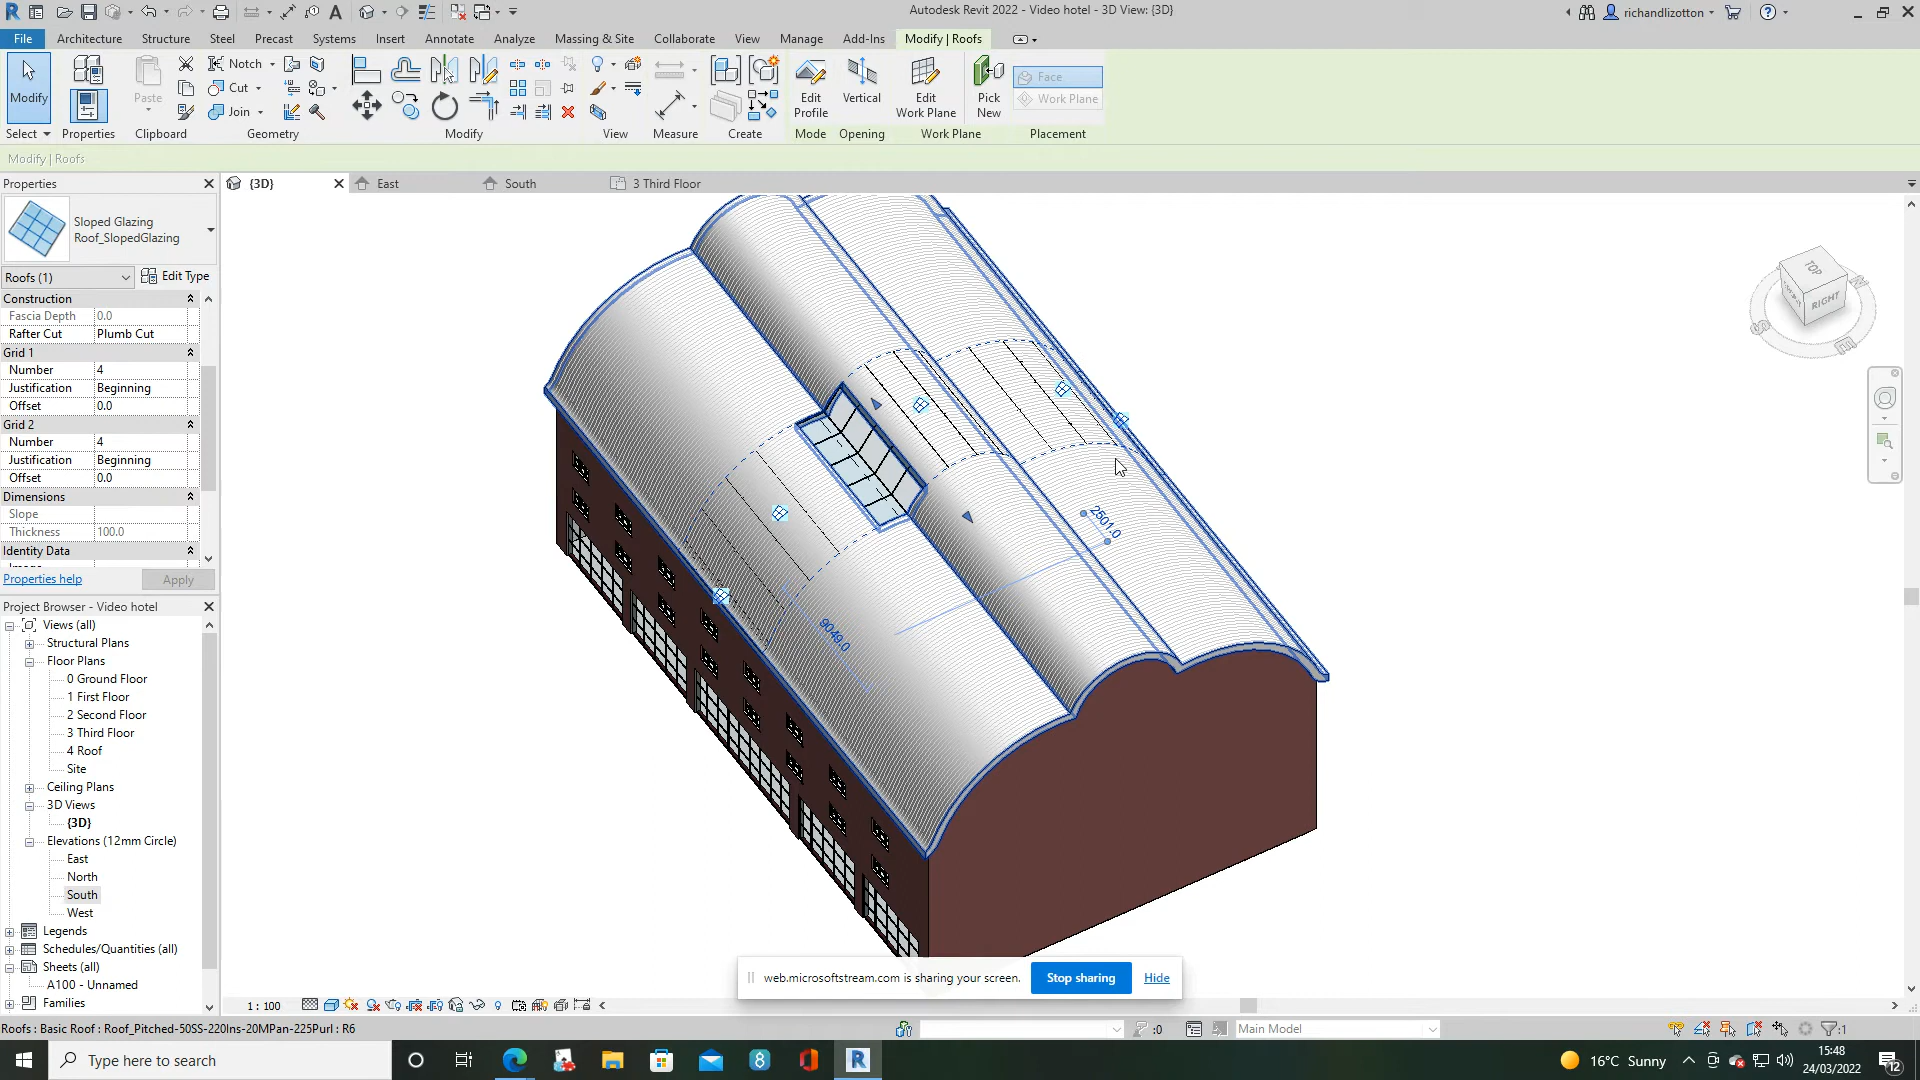 Autodesk Revit 2022 - Video hotel - 3D View: {3D}
richandlizotton
File
Architecture
Structure
Steel
Precast
Systems
Insert
Annotate
Analyze
Massing & Site
Collaborate
View
Manage
Add-Ins
Modify | Roofs
Modify
Paste
Notch
Cut
Join
Edit Profile
Vertical
Edit Work Plane
Pick New
Face
Work Plane
Select
Properties
Clipboard
Geometry
Modify
View
Measure
Create
Mode
Opening
Work Plane
Placement
Modify | Roofs
Properties
{3D}
East
South
3 Third Floor
Sloped Glazing
Roof_SlopedGlazing
Roofs (1)
Edit Type
Construction
Fascia Depth 0.0
Rafter Cut Plumb Cut
Grid 1
Number 4
Justification Beginning
Offset 0.0
Grid 2
Number 4
Justification Beginning
Offset 0.0
Dimensions
Slope
Thickness 100.0
Identity Data
Properties help
Apply
Project Browser - Video hotel
Views (all)
Structural Plans
Floor Plans
0 Ground Floor
1 First Floor
2 Second Floor
3 Third Floor
4 Roof
Site
Ceiling Plans
3D Views
{3D}
Elevations (12mm Circle)
East
North
South
West
Legends
Schedules/Quantities (all)
Sheets (all)
A100 - Unnamed
Families
2501.0
9049.0
TOP
RIGHT
S
E
web.microsoftstream.com is sharing your screen.
Stop sharing
Hide
1 : 100
Roofs : Basic Roof : Roof_Pitched-50SS-220Ins-20MPan-225Purl : R6
:0
Main Model
:1
Type here to search
16°C Sunny
15:48
24/03/2022
12